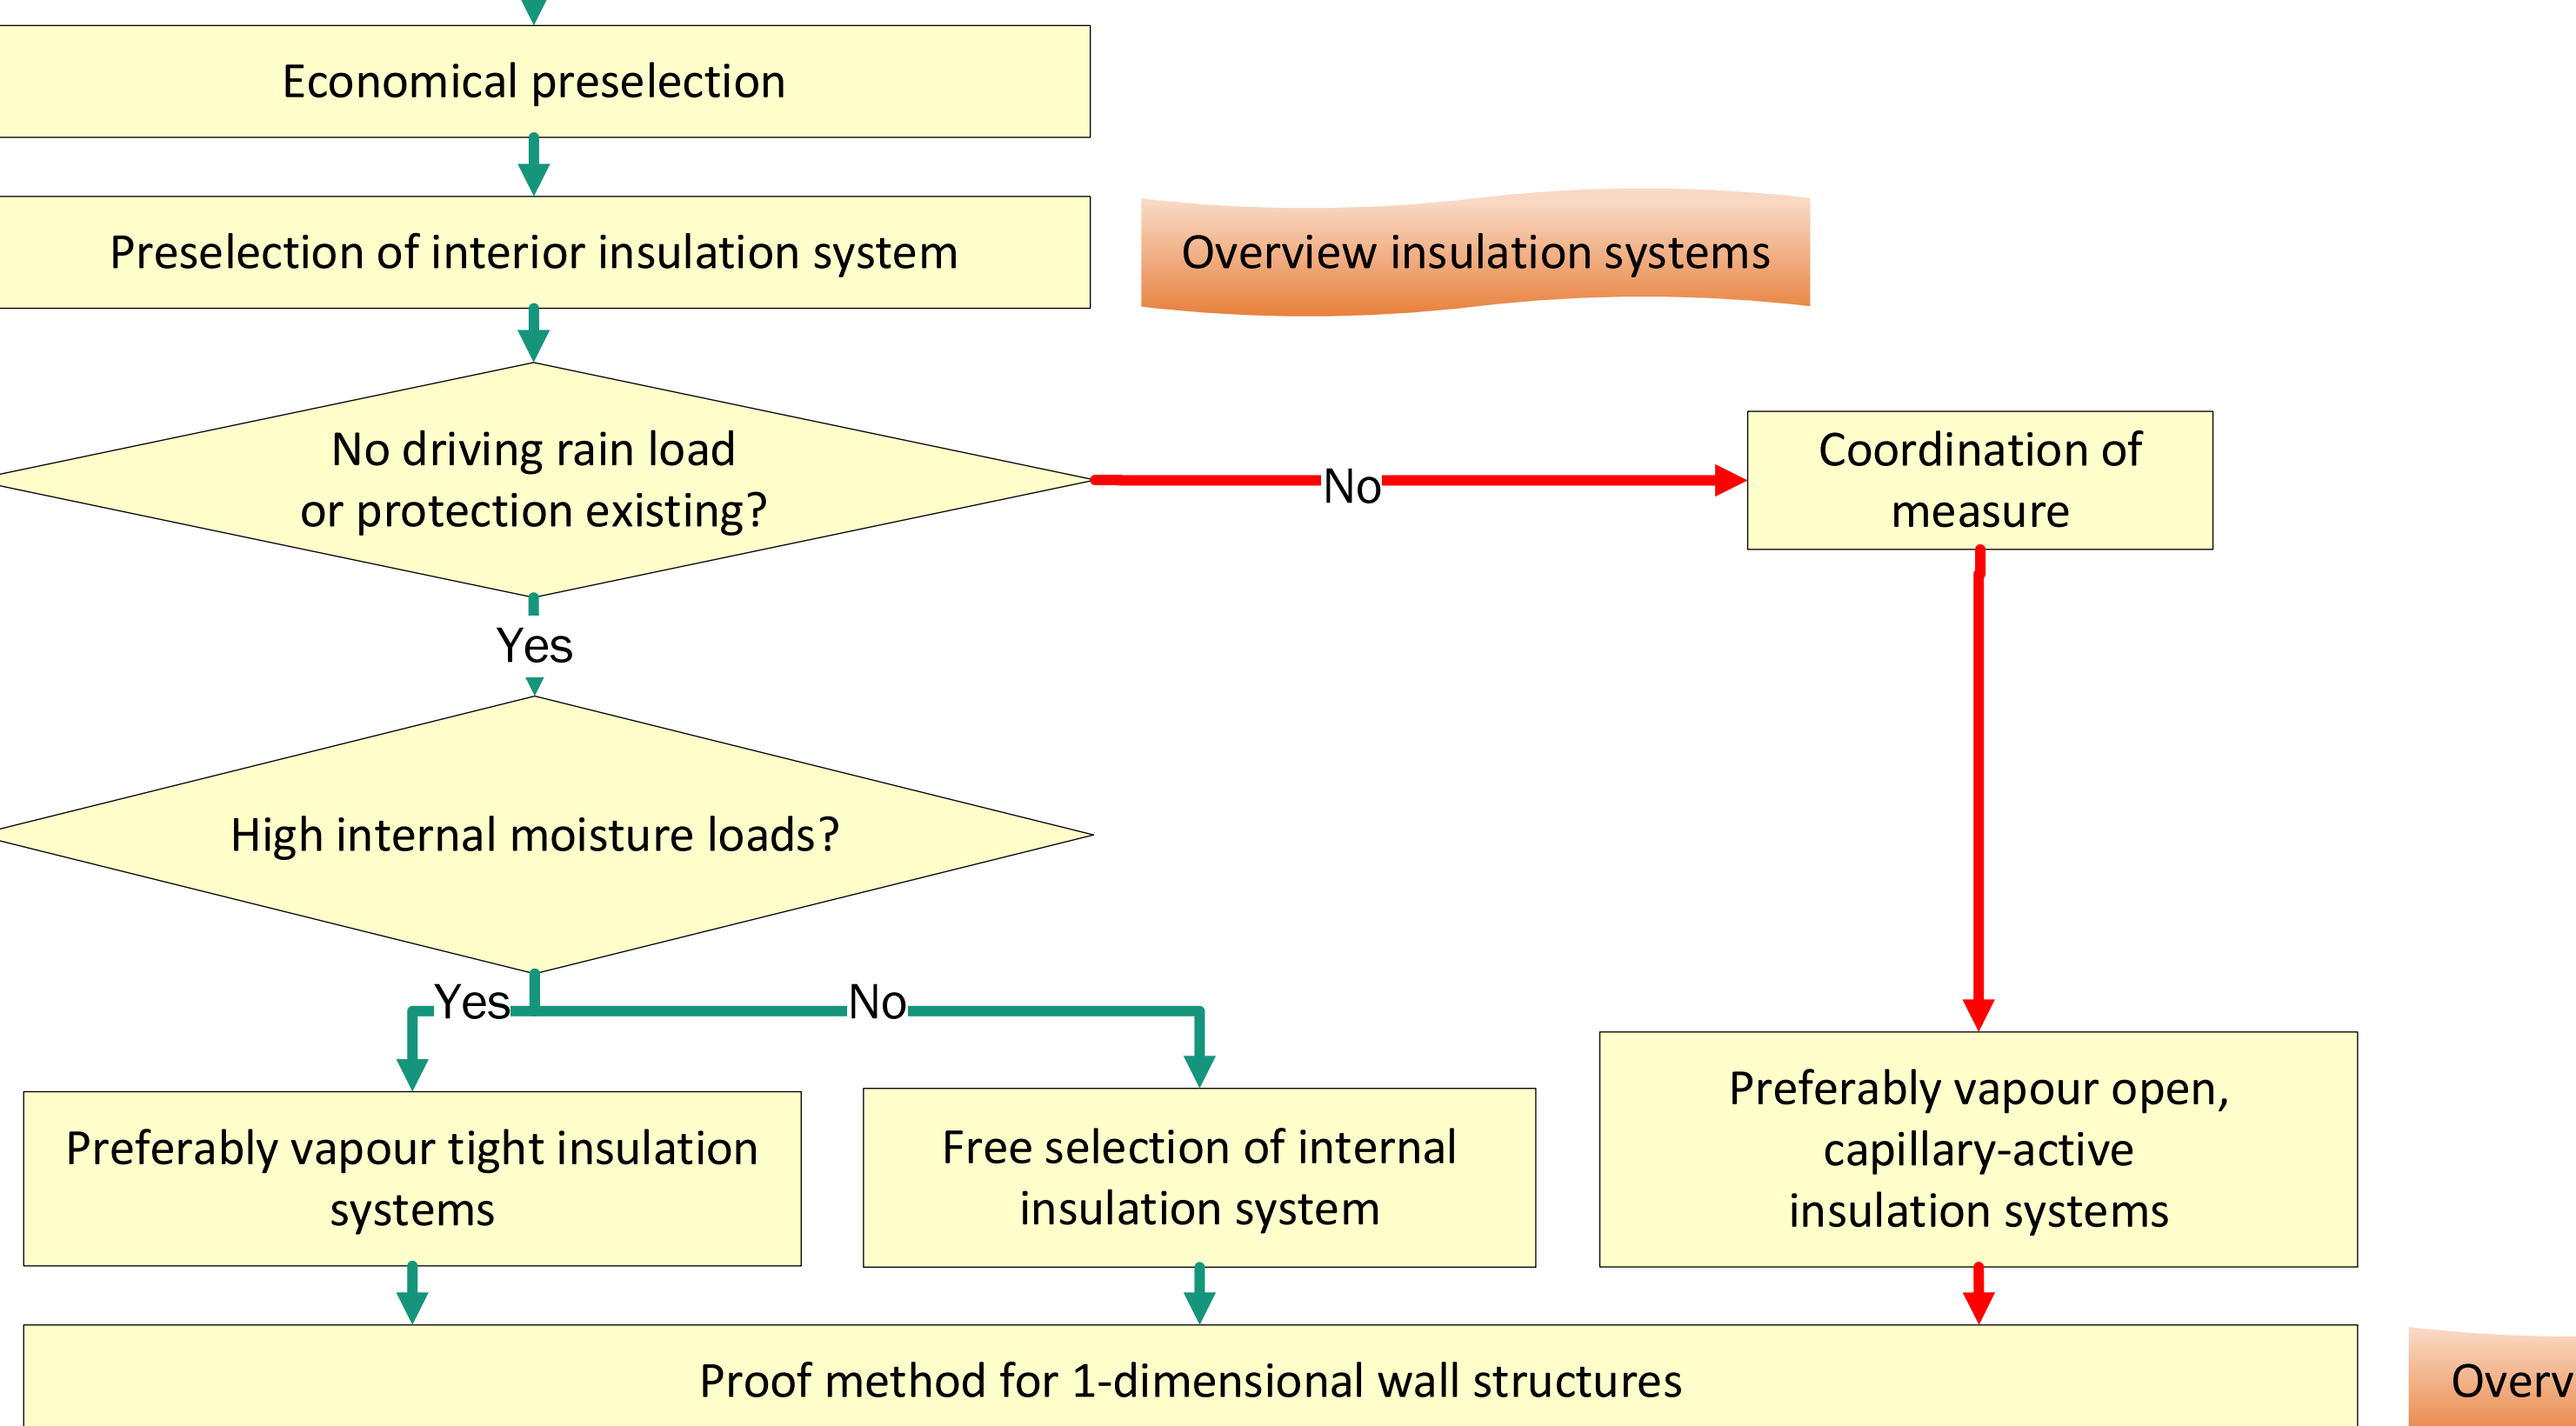 Economical preselection
Preselection of interior insulation system
Overview insulation systems
No driving rain load
or protection existing?
No
Coordination of
measure
Yes
High internal moisture loads?
Yes
No
Preferably vapour tight insulation
systems
Free selection of internal
insulation system
Preferably vapour open,
capillary-active
insulation systems
Proof method for 1-dimensional wall structures